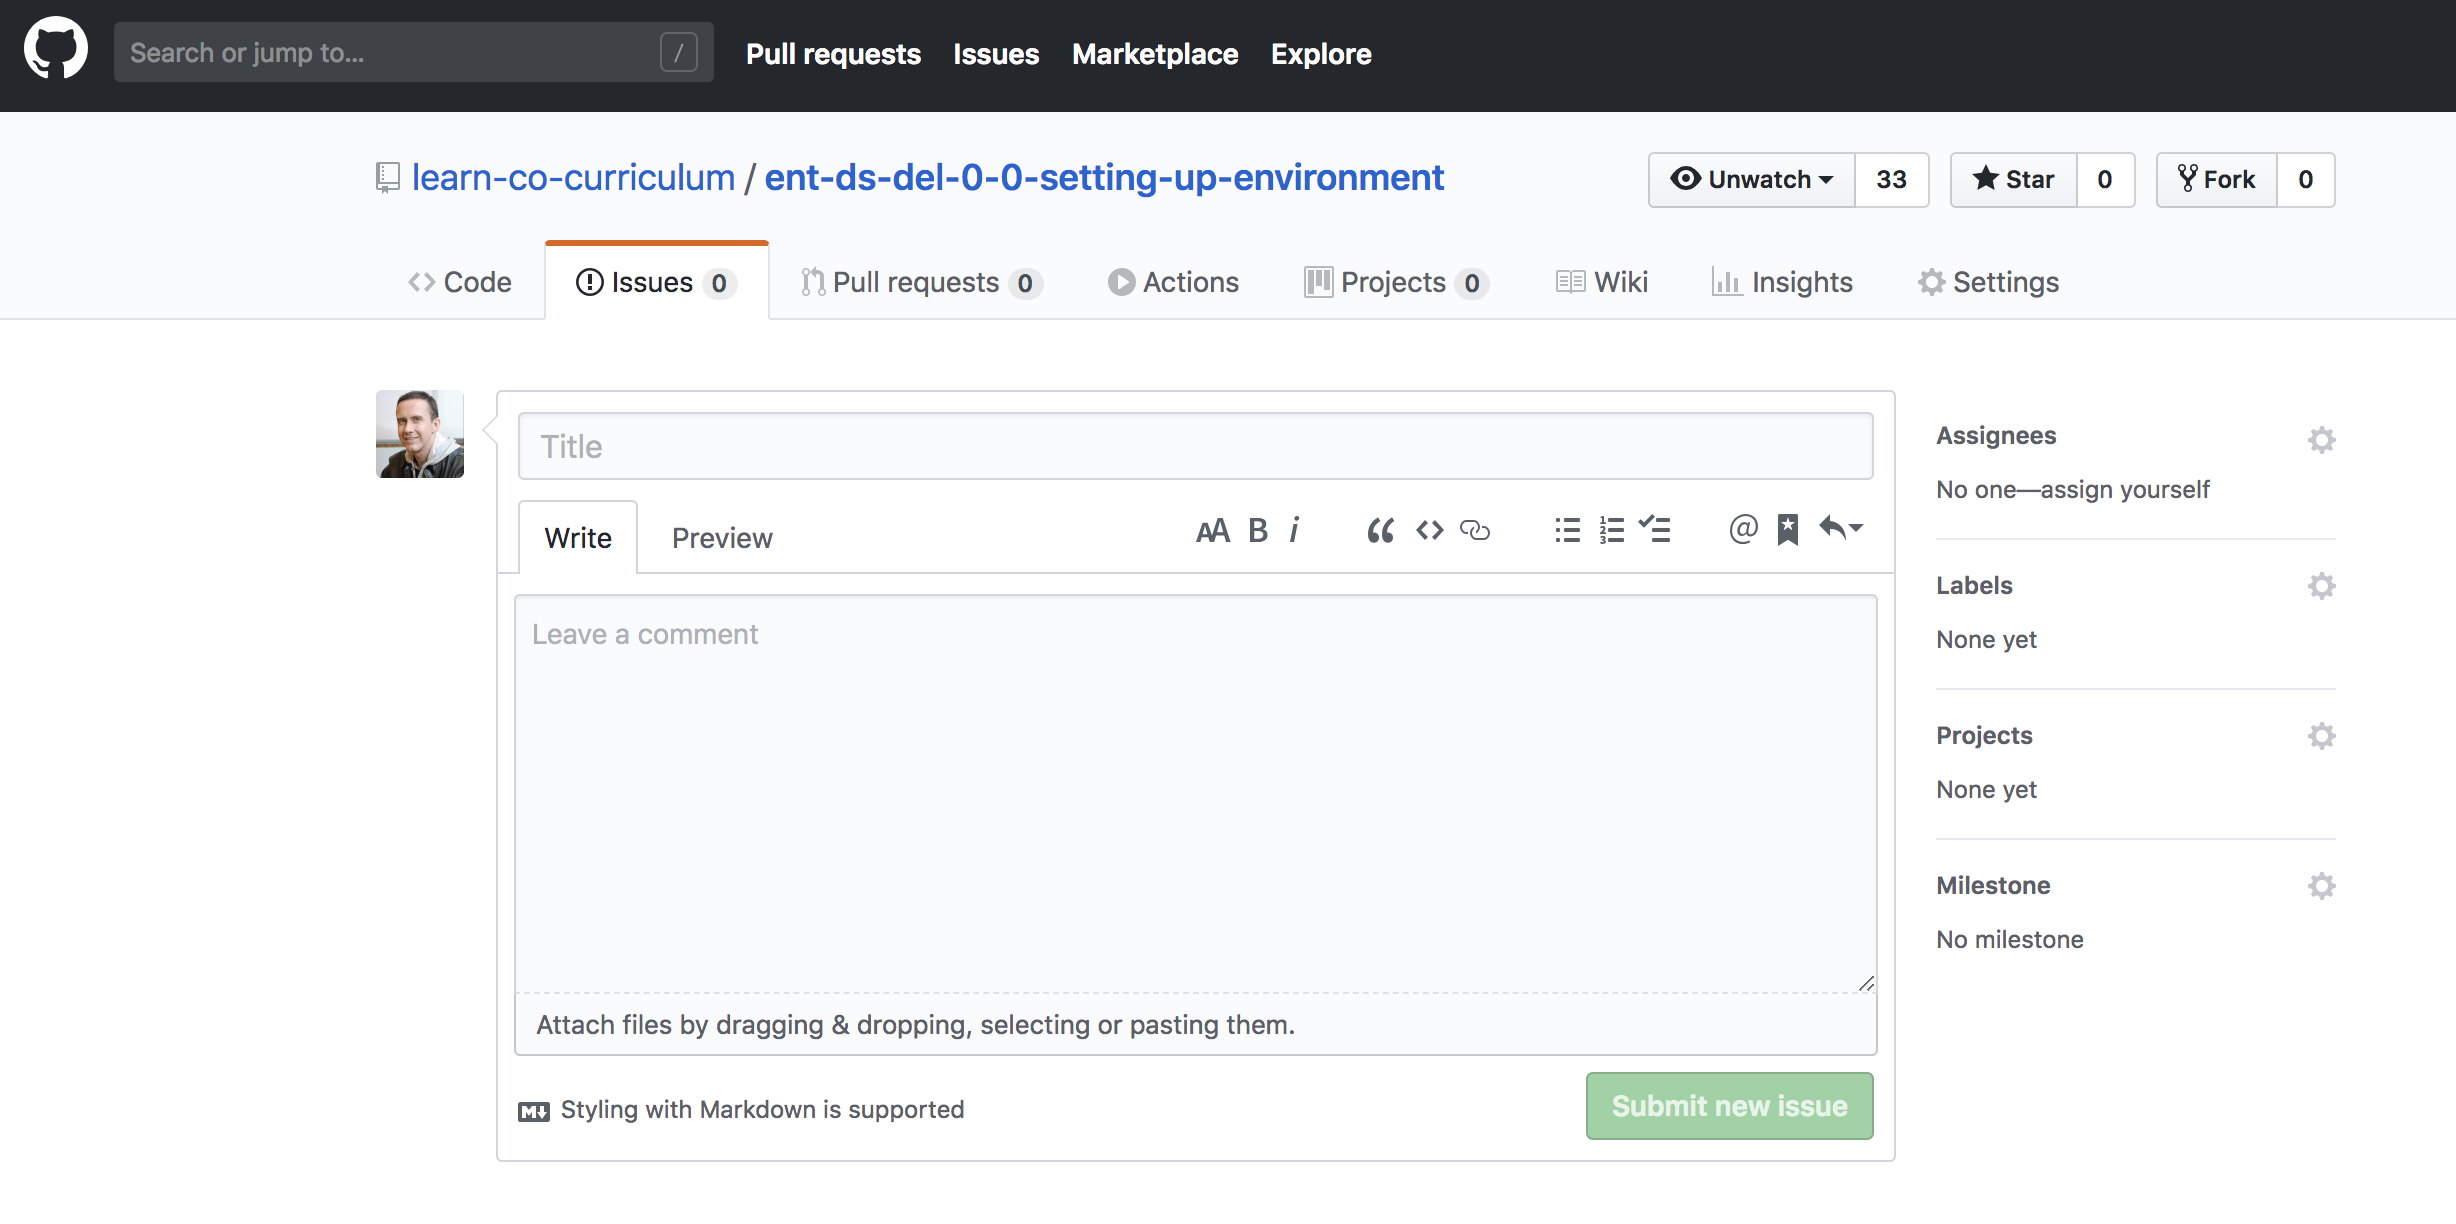 Search or jump to... / Pull requests Issues Marketplace Explore
learn-co-curriculum / ent-ds-del-0-0-setting-up-environment Unwatch 33 Star 0 Fork 0
Code Issues 0 Pull requests 0 Actions Projects 0 Wiki Insights Settings
Title
Write Preview AA B i “ <> 1 2 3 @
Leave a comment
Attach files by dragging & dropping, selecting or pasting them.
M Styling with Markdown is supported
Submit new issue
Assignees
No one—assign yourself
Labels
None yet
Projects
None yet
Milestone
No milestone